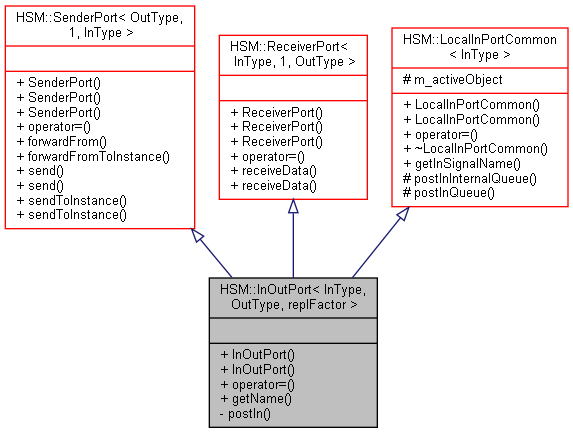 HSM::SenderPort< OutType,
1, InType >
+ SenderPort()
+ SenderPort()
+ SenderPort()
+ operator=()
+ forwardFrom()
+ forwardFromToInstance()
+ send()
+ send()
+ sendToInstance()
+ sendToInstance()
HSM::ReceiverPort<
InType, 1, OutType >
+ ReceiverPort()
+ ReceiverPort()
+ ReceiverPort()
+ operator=()
+ receiveData()
+ receiveData()
HSM::LocalInPortCommon
< InType >
# m_activeObject
+ LocalInPortCommon()
+ LocalInPortCommon()
+ operator=()
+ ~LocalInPortCommon()
+ getInSignalName()
# postInInternalQueue()
# postInQueue()
HSM::InOutPort< InType,
OutType, replFactor >
+ InOutPort()
+ InOutPort()
+ operator=()
+ getName()
- postIn()